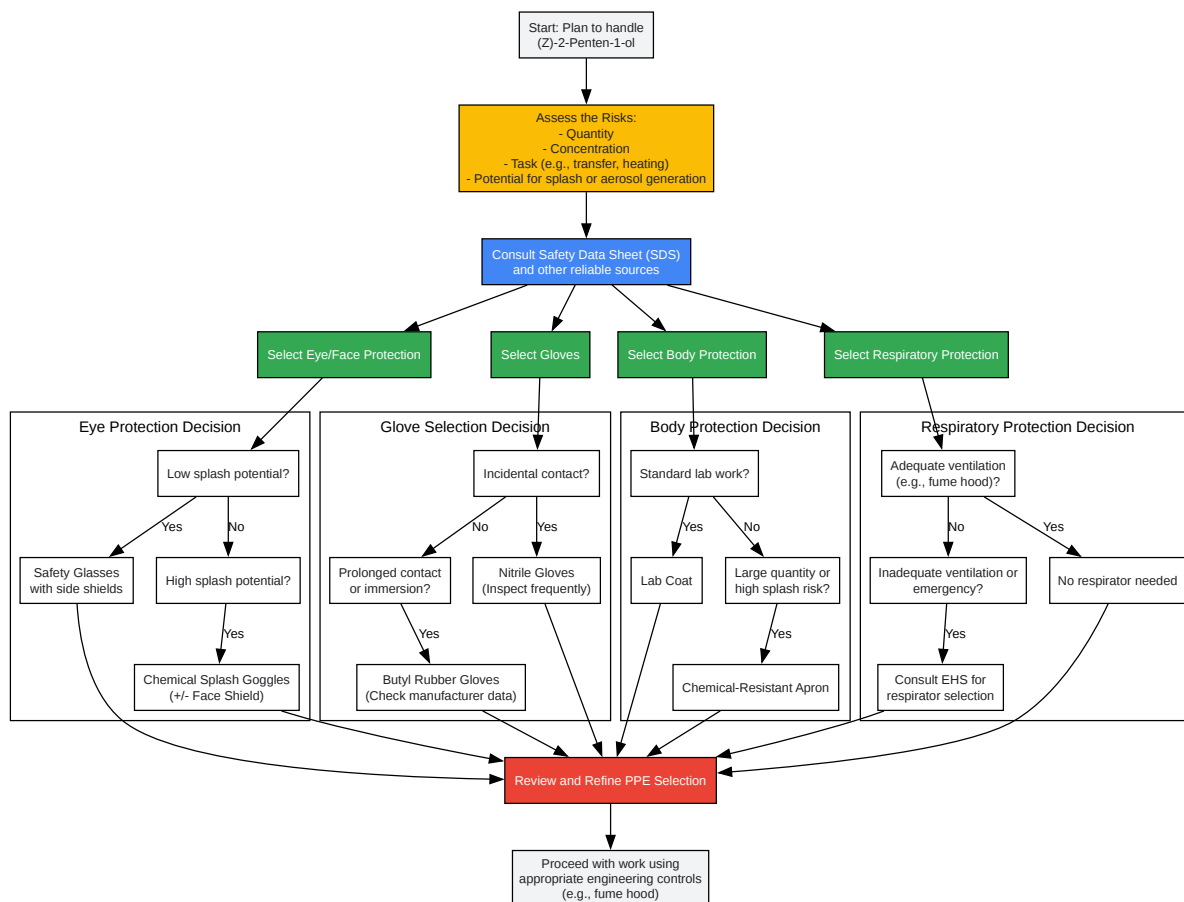 Start: Plan to handle
(Z)-2-Penten-1-ol
Assess the Risks:
- Quantity
- Concentration
- Task (e.g., transfer, heating)
- Potential for splash or aerosol generation
Consult Safety Data Sheet (SDS)
and other reliable sources
Select Eye/Face Protection
Select Gloves
Select Body Protection
Select Respiratory Protection
Eye Protection Decision
Low splash potential?
Yes
No
Safety Glasses
with side shields
High splash potential?
Yes
Chemical Splash Goggles
(+/- Face Shield)
Glove Selection Decision
Incidental contact?
No
Yes
Prolonged contact
or immersion?
Nitrile Gloves
(Inspect frequently)
Yes
Butyl Rubber Gloves
(Check manufacturer data)
Body Protection Decision
Standard lab work?
Yes
No
Lab Coat
Large quantity or
high splash risk?
Yes
Chemical-Resistant Apron
Respiratory Protection Decision
Adequate ventilation
(e.g., fume hood)?
No
Yes
Inadequate ventilation or
emergency?
No respirator needed
Yes
Consult EHS for
respirator selection
Review and Refine PPE Selection
Proceed with work using
appropriate engineering controls
(e.g., fume hood)